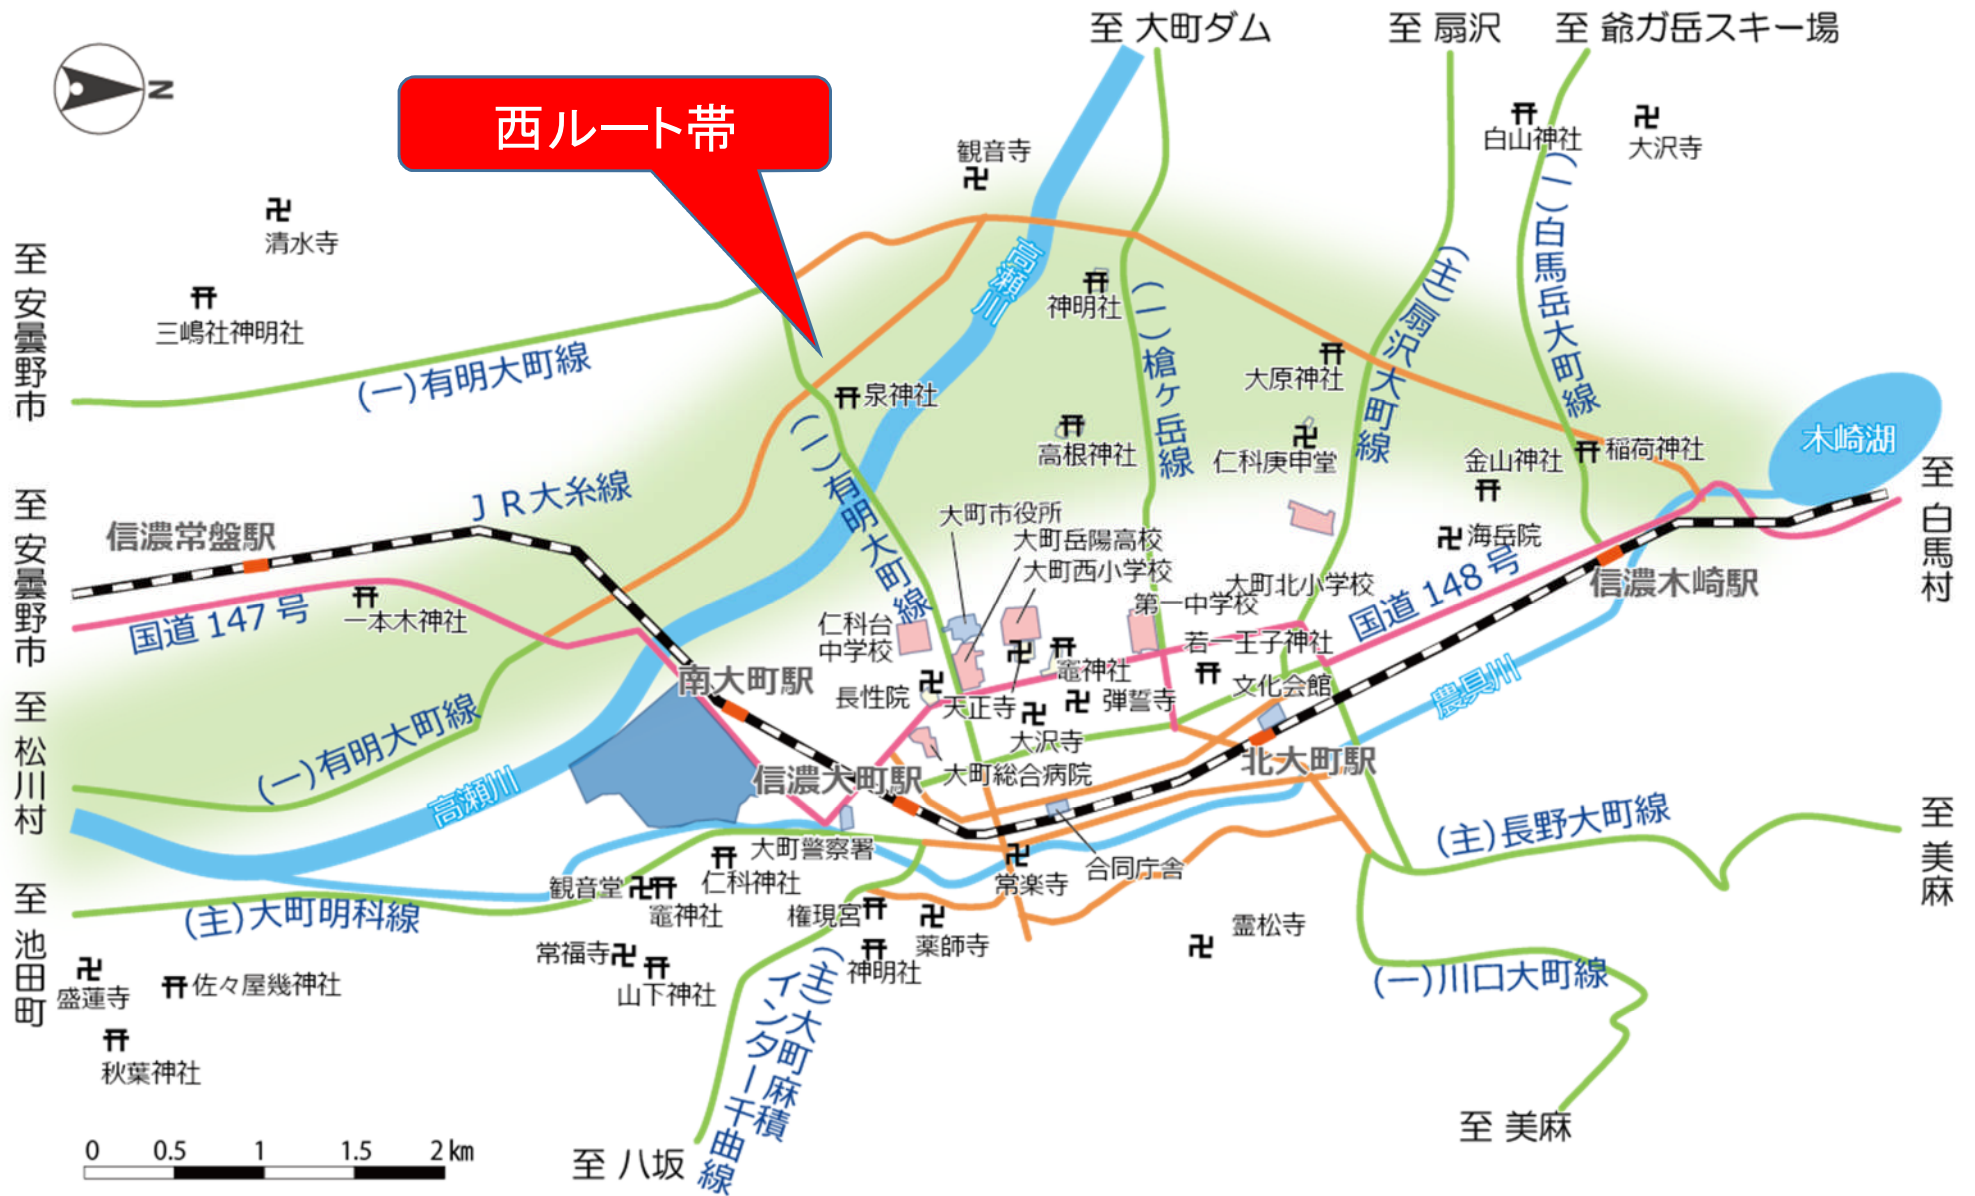 至 大町ダム
至 扇沢
至 爺ガ岳スキー場
N
西ルート帯
白山神社
大沢寺
観音寺
清水寺
三嶋社神明社
至 安曇野市
(一)有明大町線
高瀬川
神明社
(一)槍ヶ岳線
(主)扇沢大町線
(一)白馬岳大町線
大原神社
泉神社
高根神社
仁科庚申堂
金山神社
稲荷神社
木崎湖
至 白馬村
海岳院
信濃木崎駅
国道148号
JR大糸線
信濃常盤駅
至 安曇野市
国道147号
一本木神社
(一)有明大町線
大町市役所
大町岳陽高校
大町西小学校
第一中学校
大町北小学校
仁科台
中学校
若一王子神社
竈神社
文化会館
南大町駅
長性院
天正寺
弾誓寺
大沢寺
農具川
北大町駅
信濃大町駅
大町総合病院
至 松川村
(一)有明大町線
高瀬川
大町警察署
合同庁舎
常楽寺
(主)長野大町線
至 美麻
観音堂
仁科神社
竈神社
権現宮
薬師寺
神明社
霊松寺
至 池田町
(主)大町明科線
常福寺
山下神社
盛蓮寺
佐々屋幾神社
秋葉神社
(一)川口大町線
至 美麻
(主)大町麻績
インター千曲線
至 八坂
0 0.5 1 1.5 2 km